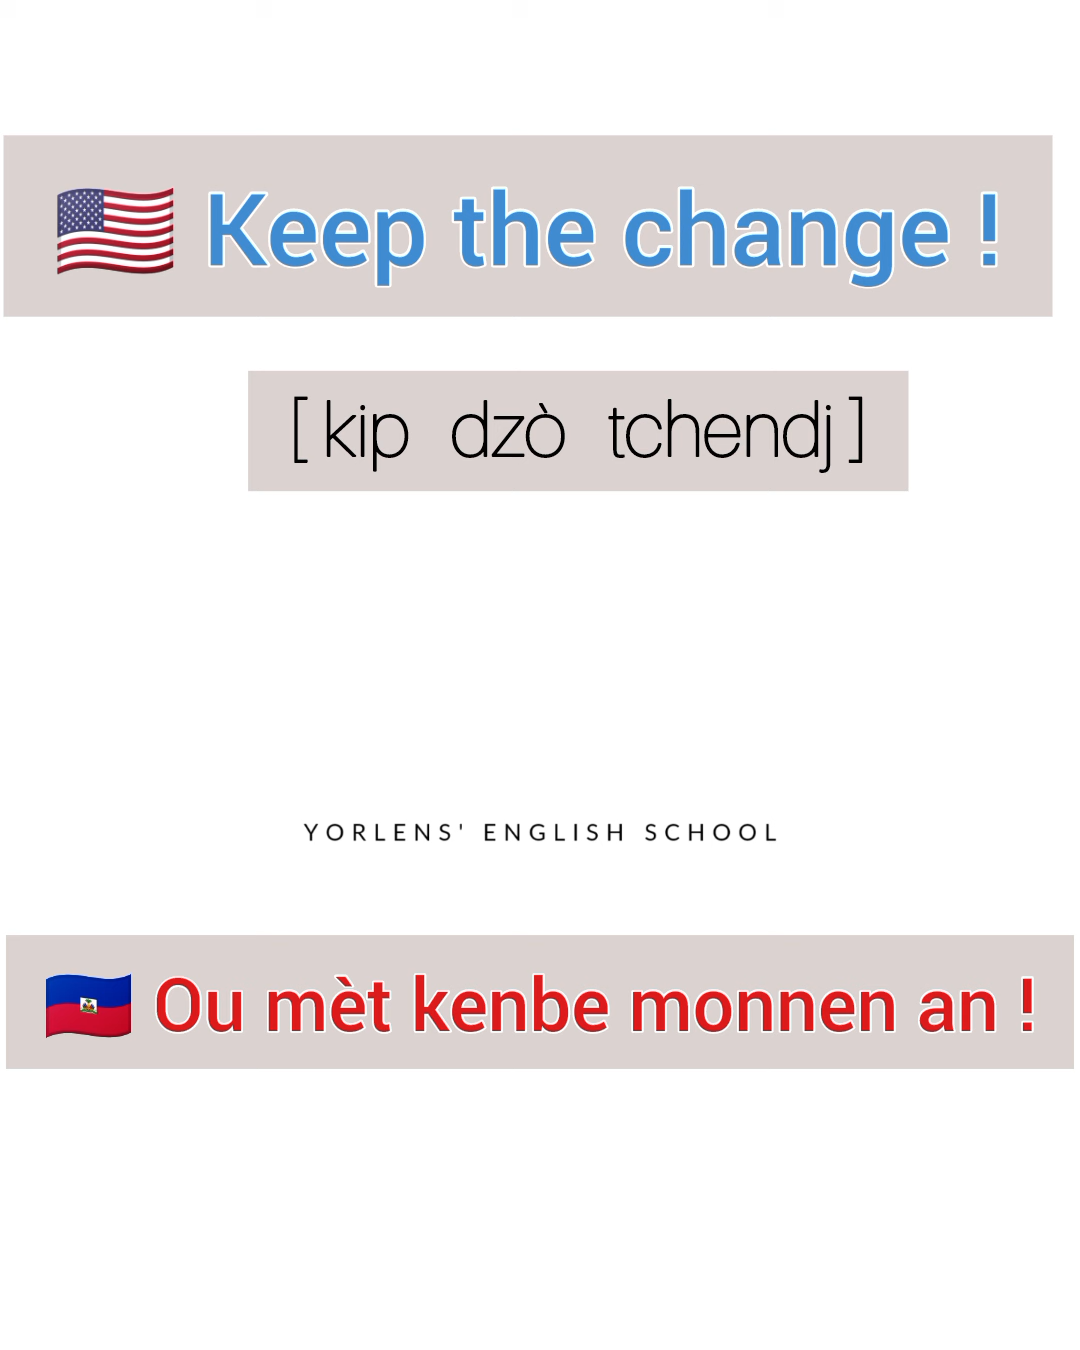 🇺🇸 Keep the change !
[ kip dzò tchendj ]
YORLENS' ENGLISH SCHOOL
🇭🇹 Ou mèt kenbe monnen an !